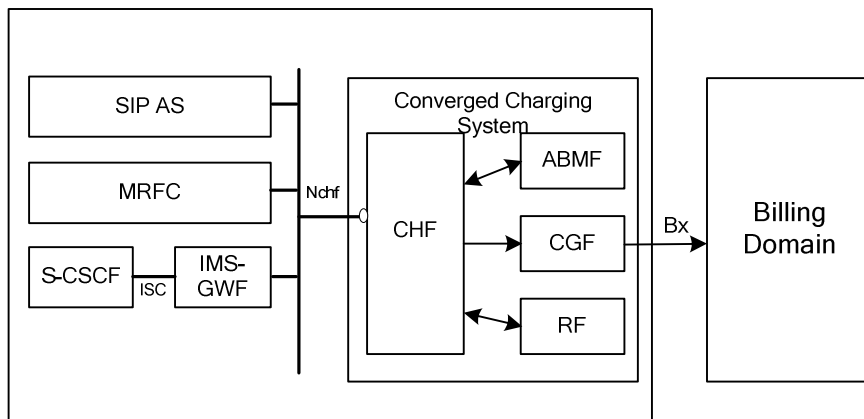 SIP AS
MRFC
S-CSCF
ISC
IMS-
GWF
Nchf
Converged Charging
System
CHF
ABMF
CGF
RF
Bx
Billing
Domain